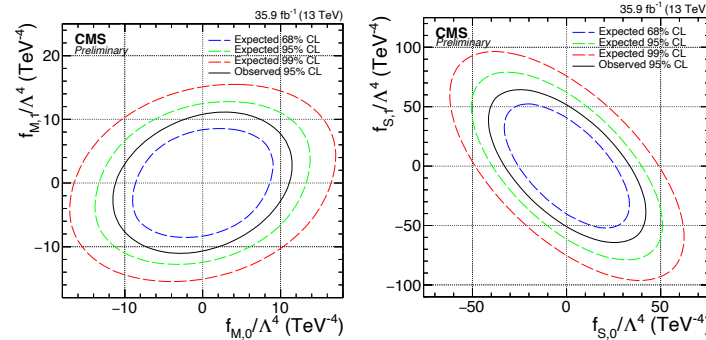 35.9 fb⁻¹ (13 TeV)
CMS
Preliminary
Expected 68% CL
Expected 95% CL
Expected 99% CL
Observed 95% CL
f_M,1/Λ⁴ (TeV⁻⁴)
20
10
0
−10
−10
0
10
f_M,0/Λ⁴ (TeV⁻⁴)
35.9 fb⁻¹ (13 TeV)
CMS
Preliminary
Expected 68% CL
Expected 95% CL
Expected 99% CL
Observed 95% CL
f_S,1/Λ⁴ (TeV⁻⁴)
100
50
0
−50
−100
−50
0
50
f_S,0/Λ⁴ (TeV⁻⁴)